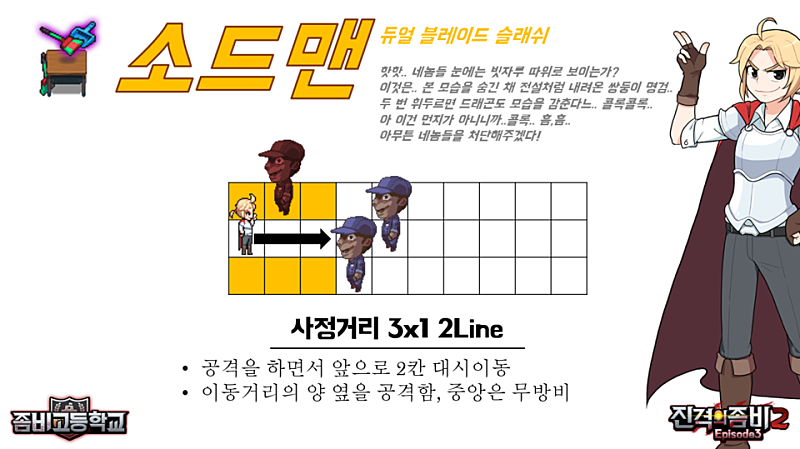 소드맨
듀얼 블레이드 슬래쉬
핫핫.. 네놈들 눈에는 빗자루 따위로 보이는가?
이것은.. 본 모습을 숨긴 채 전설처럼 내려온 쌍둥이 명검..
두 번 휘두르면 드래곤도 모습을 감춘다느.. 콜록콜록..
아 이건 먼지가 아니니까..콜록.. 흠,흠..
아무튼 네놈들을 처단해주겠다!
사정거리 3x1 2Line
• 공격을 하면서 앞으로 2칸 대시이동
• 이동거리의 양 옆을 공격함, 중앙은 무방비
좀비고등학교
진격의좀비2
Episode3